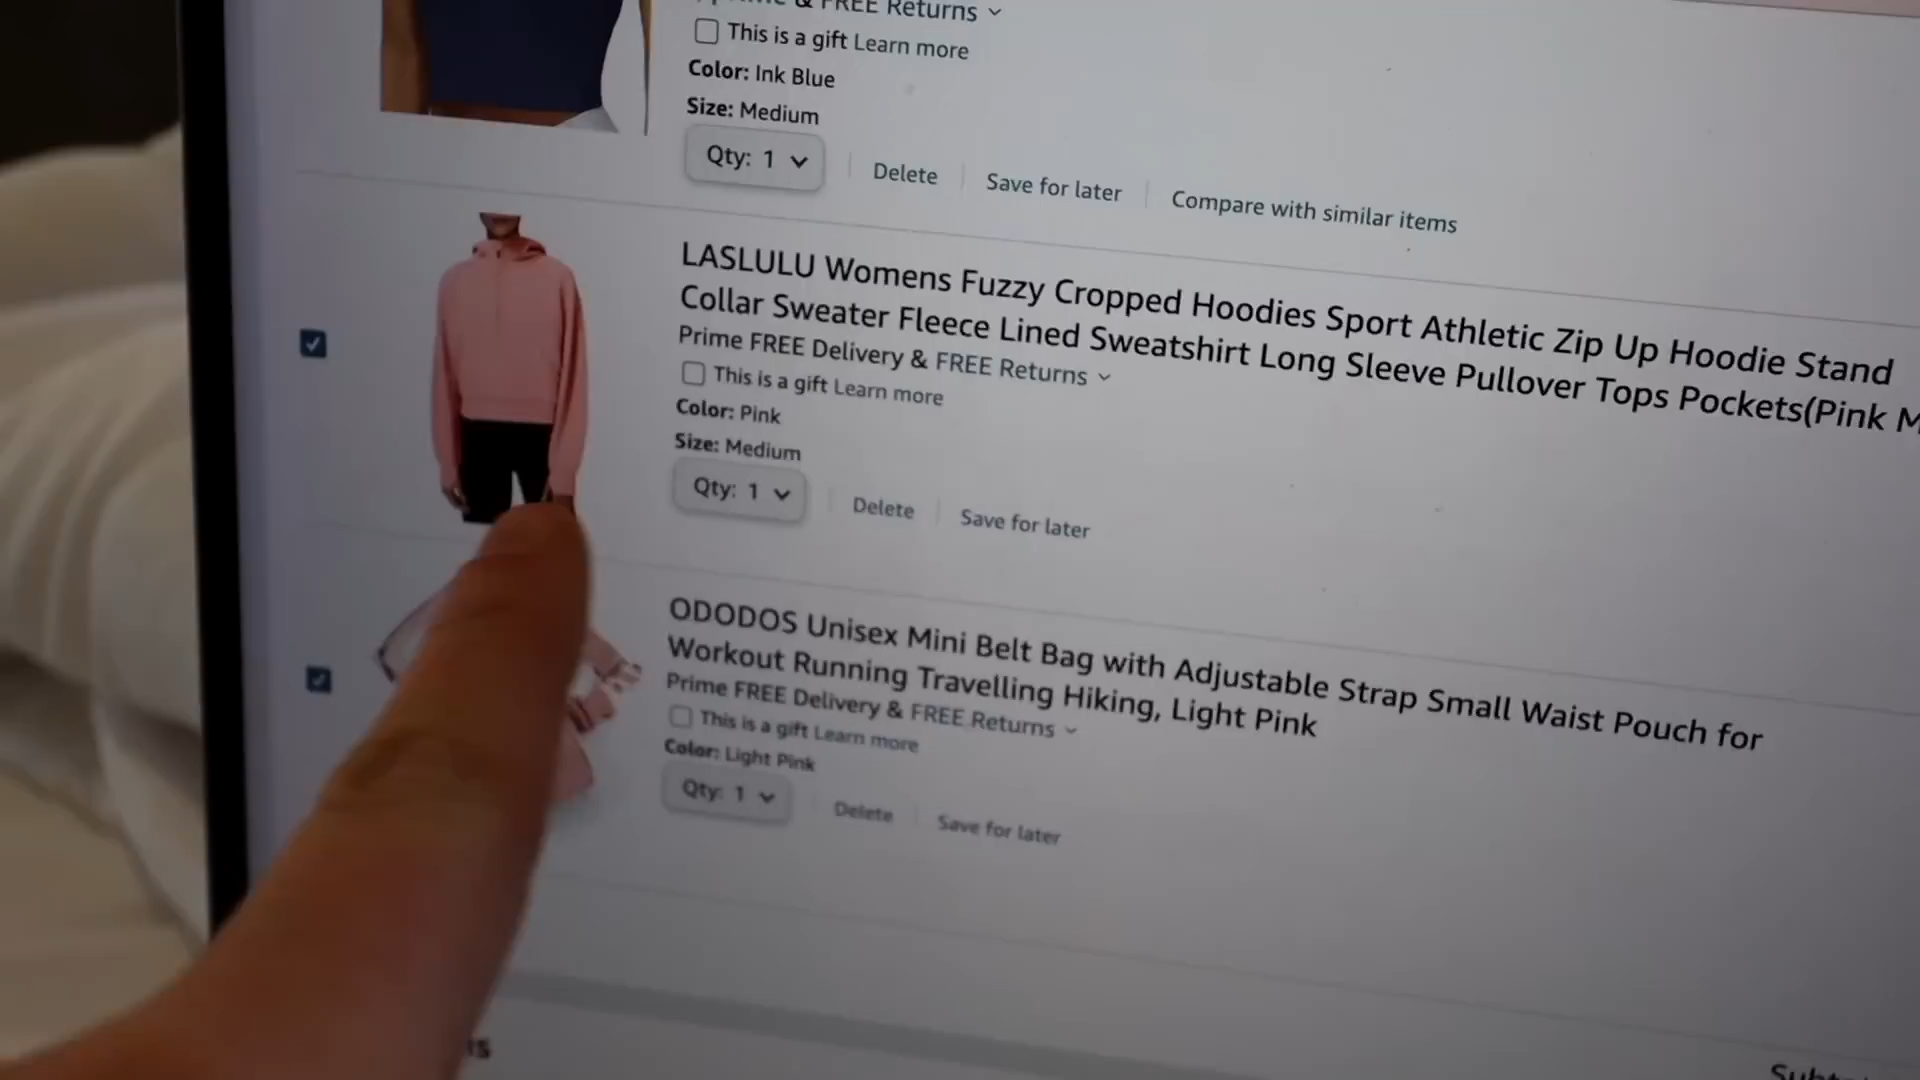 & FREE Returns
This is a gift Learn more
Color: Ink Blue
Size: Medium
Qty: 1
Delete
Save for later
Compare with similar items
LASLULU Womens Fuzzy Cropped Hoodies Sport Athletic Zip Up Hoodie Stand
Collar Sweater Fleece Lined Sweatshirt Long Sleeve Pullover Tops Pockets(Pink M
Prime FREE Delivery & FREE Returns
This is a gift Learn more
Color: Pink
Size: Medium
Qty: 1
Delete
Save for later
ODODOS Unisex Mini Belt Bag with Adjustable Strap Small Waist Pouch for
Workout Running Travelling Hiking, Light Pink
Prime FREE Delivery & FREE Returns
This is a gift Learn more
Color: Light Pink
Qty: 1
Delete
Save for later